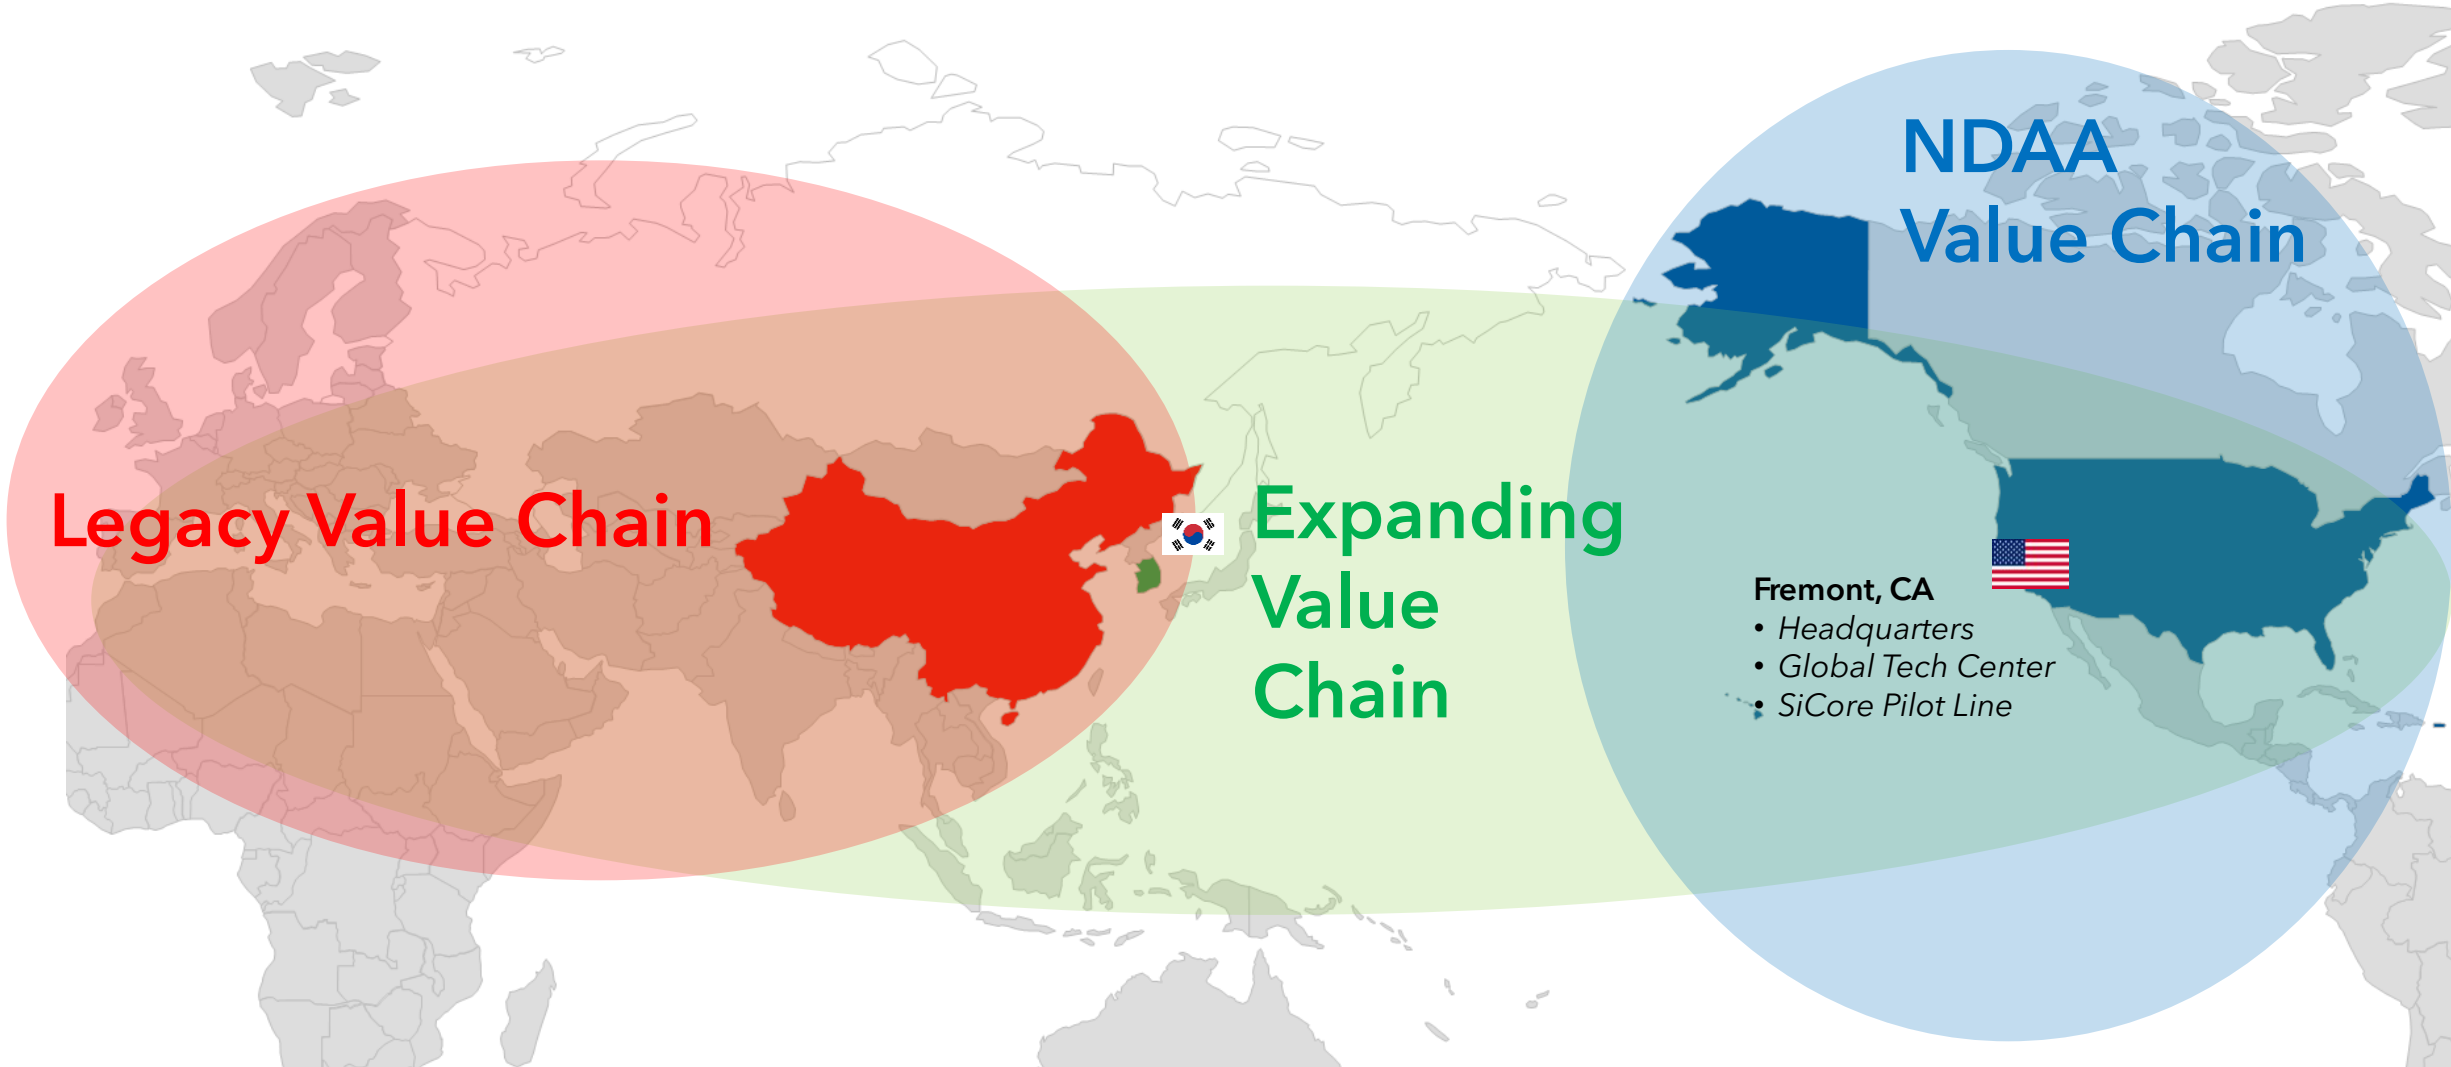 NDAA
Value Chain
Legacy Value Chain
Expanding
Value
Chain
Fremont, CA
• Headquarters
• Global Tech Center
• SiCore Pilot Line